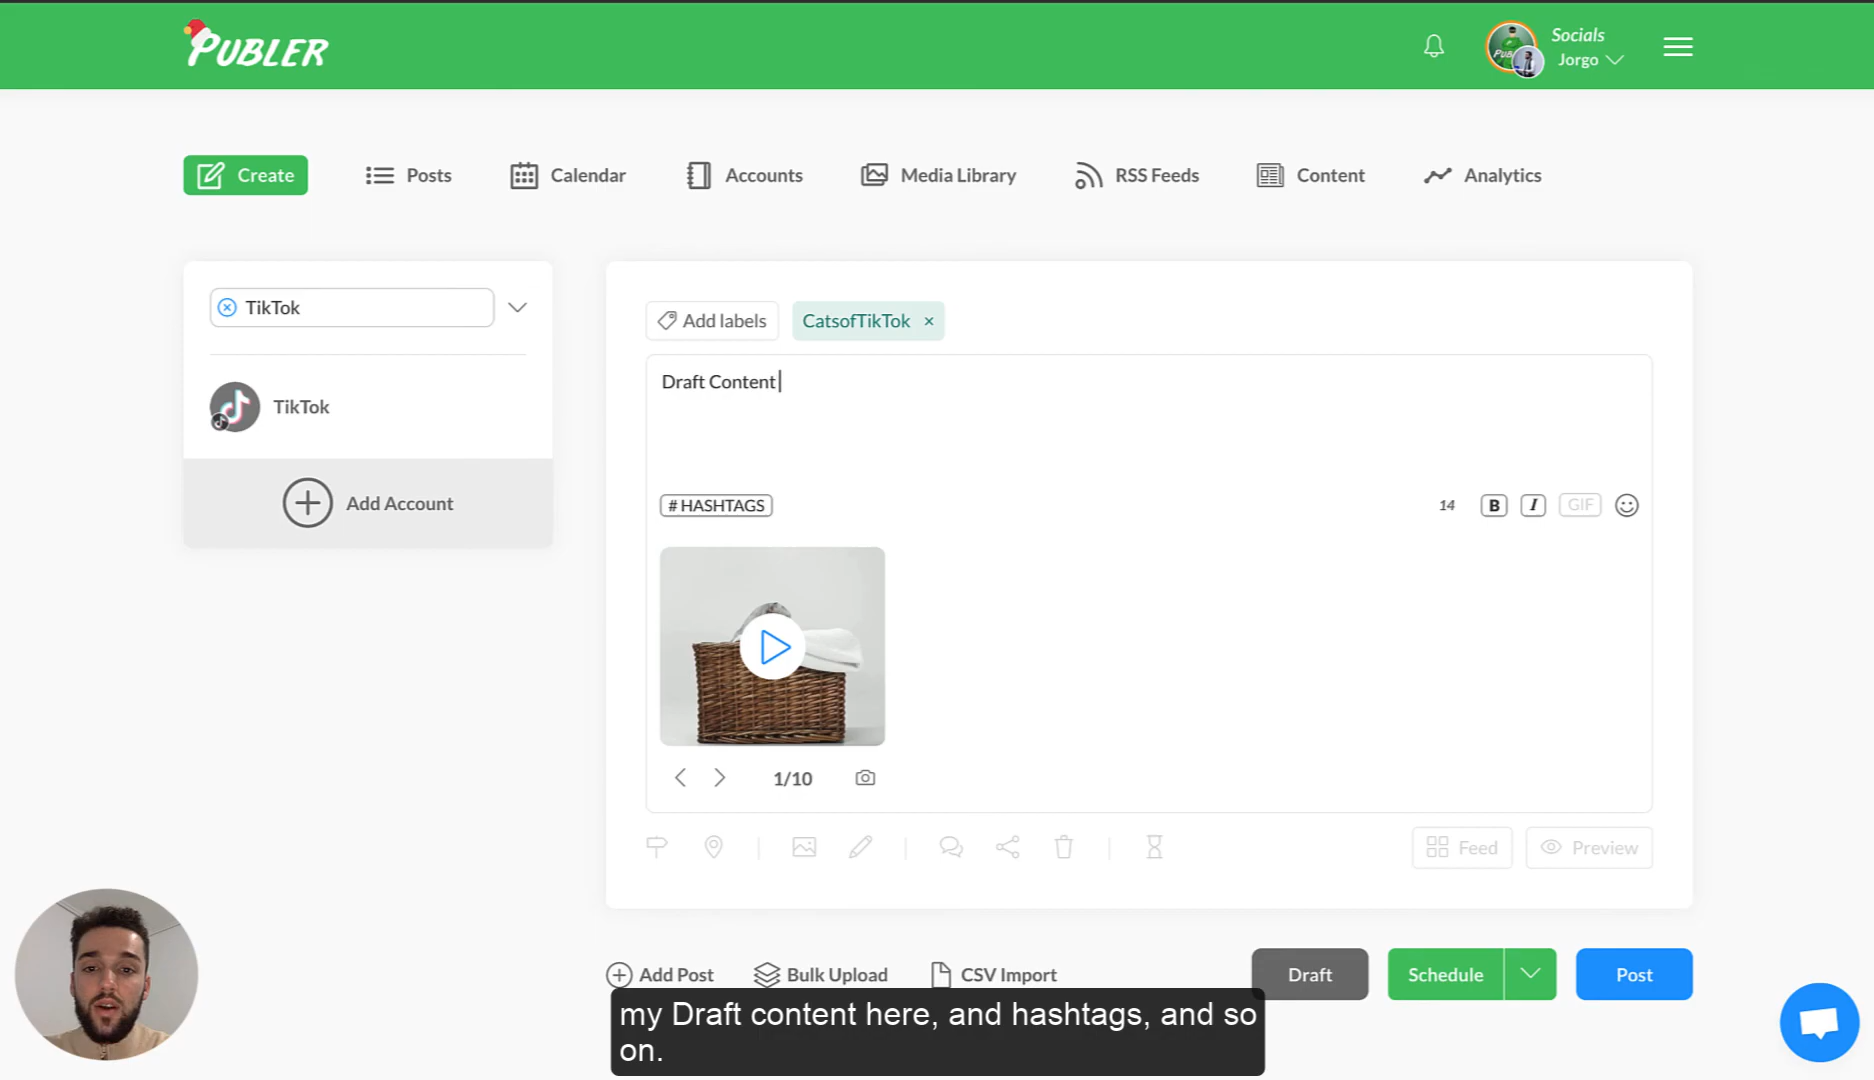 PUBLER
Socials
Jorgo
Create
Posts
Calendar
Accounts
Media Library
RSS Feeds
Content
Analytics
TikTok
TikTok
Add Account
Add labels
CatsofTikTok ×
Draft Content
# HASHTAGS
14
B
I
GIF
1/10
Feed
Preview
Add Post
Bulk Upload
CSV Import
Draft
Schedule
Post
my Draft content here, and hashtags, and so
on.